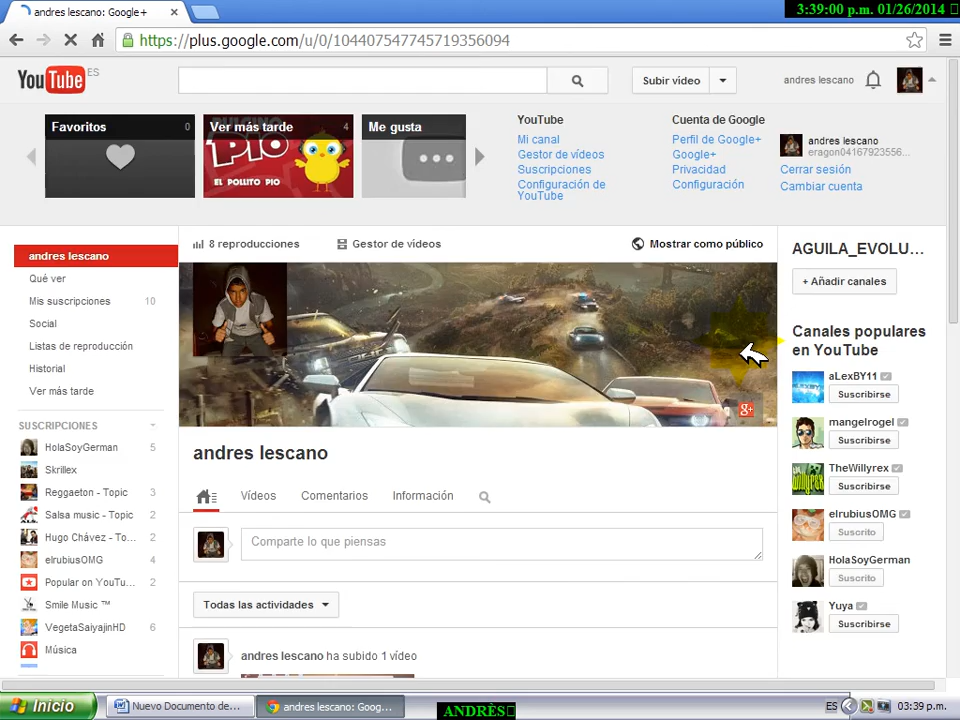 andres lescano: Google+
3:39:00 p.m. 01/26/2014
https://plus.google.com/u/0/104407547745719356094
YouTube ES
Subir vídeo
andres lescano
Favoritos 0
Ver más tarde 4
Me gusta
PULCINO
PIO
EL POLLITO PIO
YouTube
Mi canal
Gestor de vídeos
Suscripciones
Configuración de
YouTube
Cuenta de Google
Perfil de Google+
Google+
Privacidad
Configuración
andres lescano
eragon04167923556...
Cerrar sesión
Cambiar cuenta
andres lescano
Qué ver
Mis suscripciones 10
Social
Listas de reproducción
Historial
Ver más tarde
SUSCRIPCIONES
HolaSoyGerman 5
Skrillex
Reggaeton - Topic 3
Salsa music - Topic 2
Hugo Chávez - To... 2
elrubiusOMG 4
Popular on YouTu... 2
Smile Music ™ 2
VegetaSaiyajinHD 6
Música
8 reproducciones
Gestor de vídeos
Mostrar como público
g+
andres lescano
Vídeos
Comentarios
Información
Comparte lo que piensas
Todas las actividades
andres lescano ha subido 1 vídeo
AGUILA_EVOLU...
+ Añadir canales
Canales populares
en YouTube
aLexBY11
Suscribirse
mangelrogel
Suscribirse
TheWillyrex
Suscribirse
elrubiusOMG
Suscrito
HolaSoyGerman
Suscrito
Yuya
Suscribirse
Inicio
Nuevo Documento de...
andres lescano: Goog...
ANDRÈS
ES
03:39 p.m.